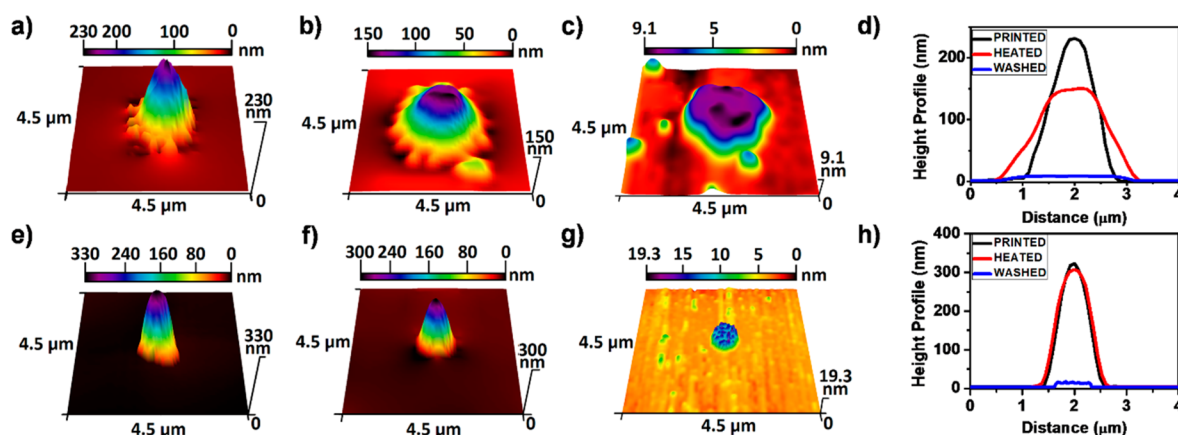 a)
230 200 100 0
nm
4.5 µm
230
nm
0
4.5 µm
b)
150 100 50 0
nm
4.5 µm
150
nm
0
4.5 µm
c)
9.1 5 0
nm
4.5 µm
9.1
nm
0
4.5 µm
d)
PRINTED
HEATED
WASHED
Height Profile (nm)
200
100
0
0 1 2 3 4
Distance (µm)
e)
330 240 160 80 0
nm
4.5 µm
330
nm
0
4.5 µm
f)
300 240 140 80 0
nm
4.5 µm
300
nm
0
4.5 µm
g)
19.3 15 10 5 0
nm
4.5 µm
19.3
nm
0
4.5 µm
h)
PRINTED
HEATED
WASHED
Height Profile (nm)
400
300
200
100
0
0 1 2 3 4
Distance (µm)